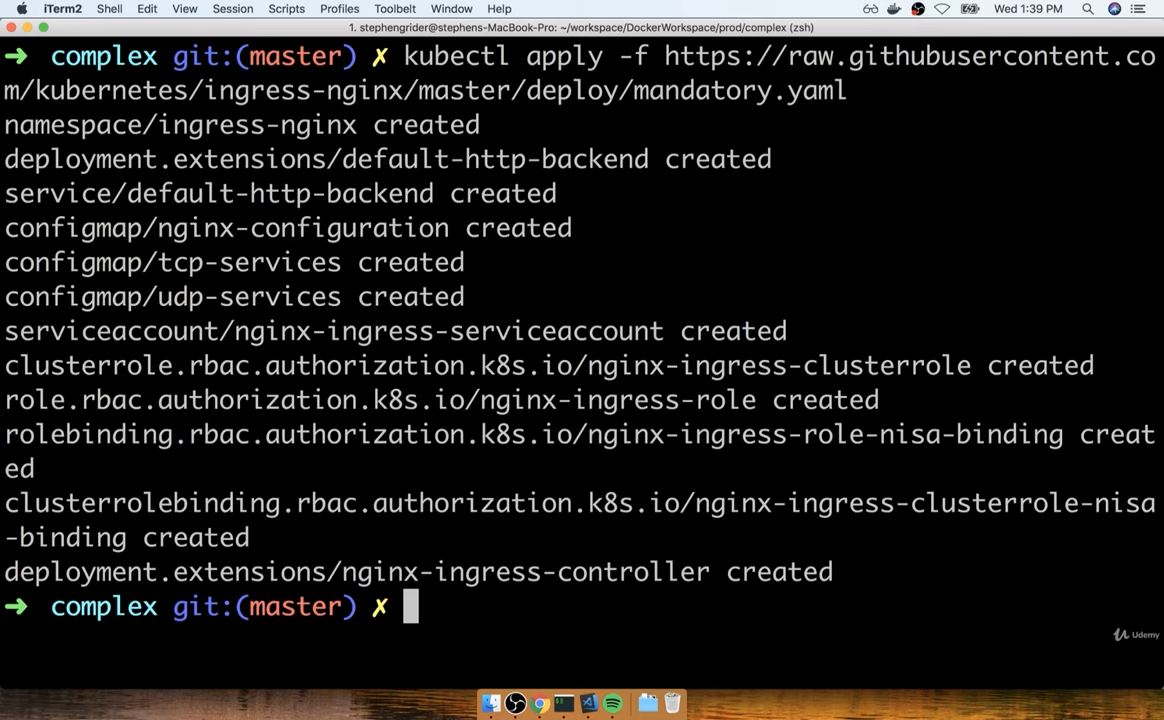 iTerm2 Shell Edit View Session Scripts Profiles Toolbelt Window Help Wed 1:39 PM
1. stephengrider@stephens-MacBook-Pro: ~/workspace/DockerWorkspace/prod/complex (zsh)
➜ complex git:(master) ✗ kubectl apply -f https://raw.githubusercontent.co
m/kubernetes/ingress-nginx/master/deploy/mandatory.yaml
namespace/ingress-nginx created
deployment.extensions/default-http-backend created
service/default-http-backend created
configmap/nginx-configuration created
configmap/tcp-services created
configmap/udp-services created
serviceaccount/nginx-ingress-serviceaccount created
clusterrole.rbac.authorization.k8s.io/nginx-ingress-clusterrole created
role.rbac.authorization.k8s.io/nginx-ingress-role created
rolebinding.rbac.authorization.k8s.io/nginx-ingress-role-nisa-binding creat
ed
clusterrolebinding.rbac.authorization.k8s.io/nginx-ingress-clusterrole-nisa
-binding created
deployment.extensions/nginx-ingress-controller created
➜ complex git:(master) ✗
Udemy